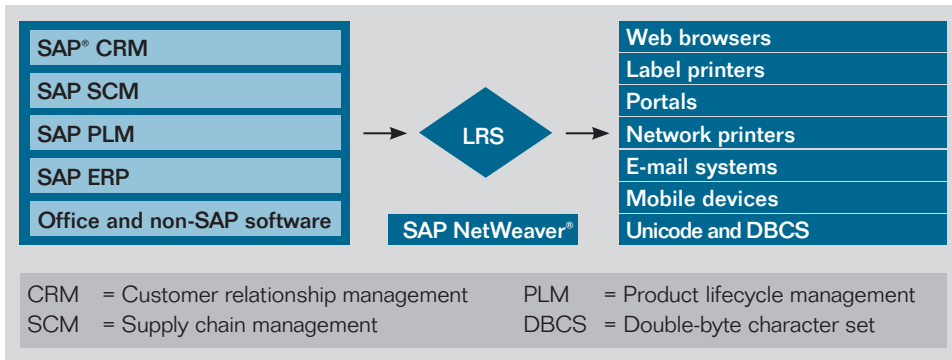 SAP® CRM
SAP SCM
SAP PLM
SAP ERP
Office and non-SAP software
LRS
SAP NetWeaver®
Web browsers
Label printers
Portals
Network printers
E-mail systems
Mobile devices
Unicode and DBCS
CRM = Customer relationship management
SCM = Supply chain management
PLM = Product lifecycle management
DBCS = Double-byte character set